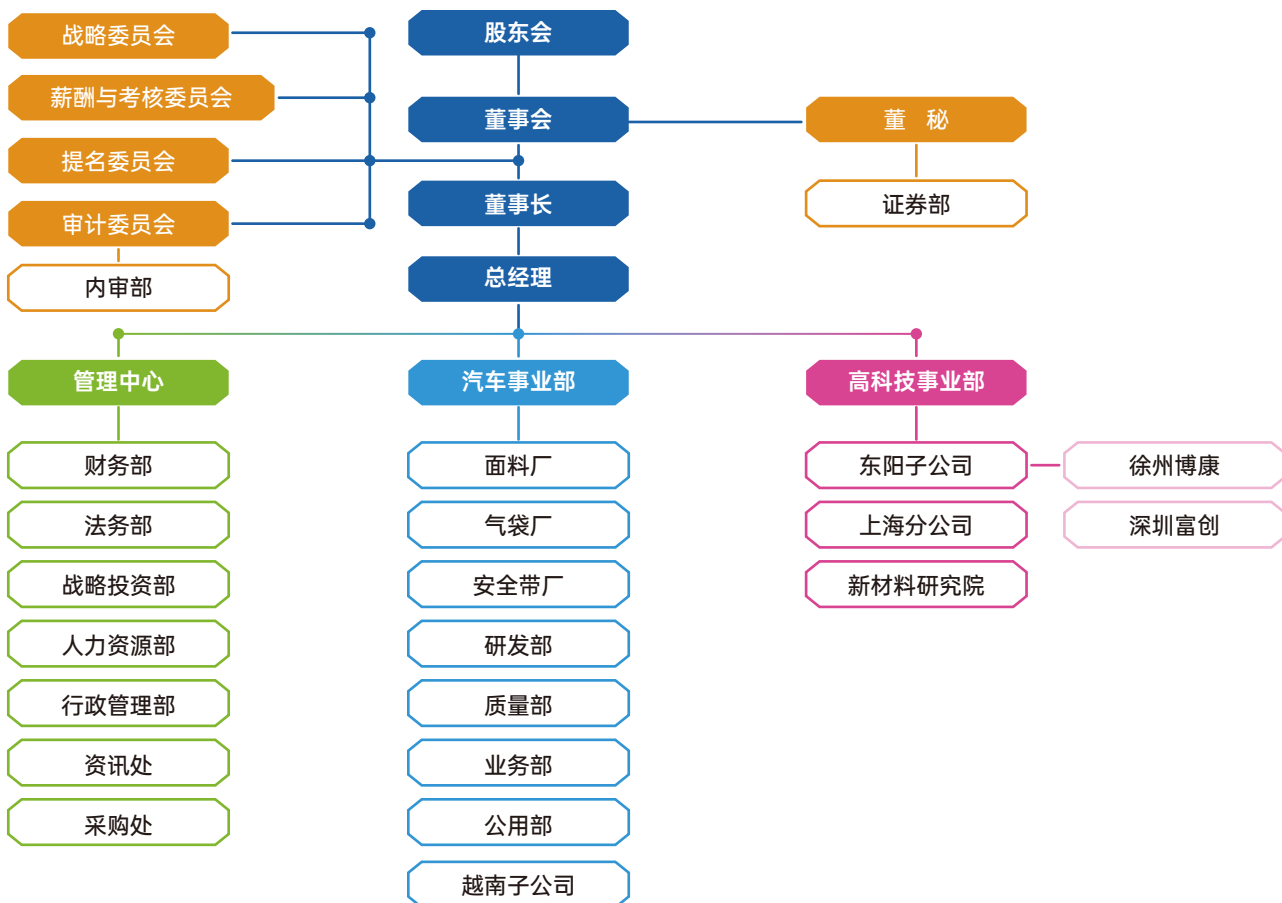 战略委员会
薪酬与考核委员会
提名委员会
审计委员会
内审部
股东会
董事会
董事长
总经理
董 秘
证券部
管理中心
财务部
法务部
战略投资部
人力资源部
行政管理部
资讯处
采购处
汽车事业部
面料厂
气袋厂
安全带厂
研发部
质量部
业务部
公用部
越南子公司
高科技事业部
东阳子公司
上海分公司
新材料研究院
徐州博康
深圳富创